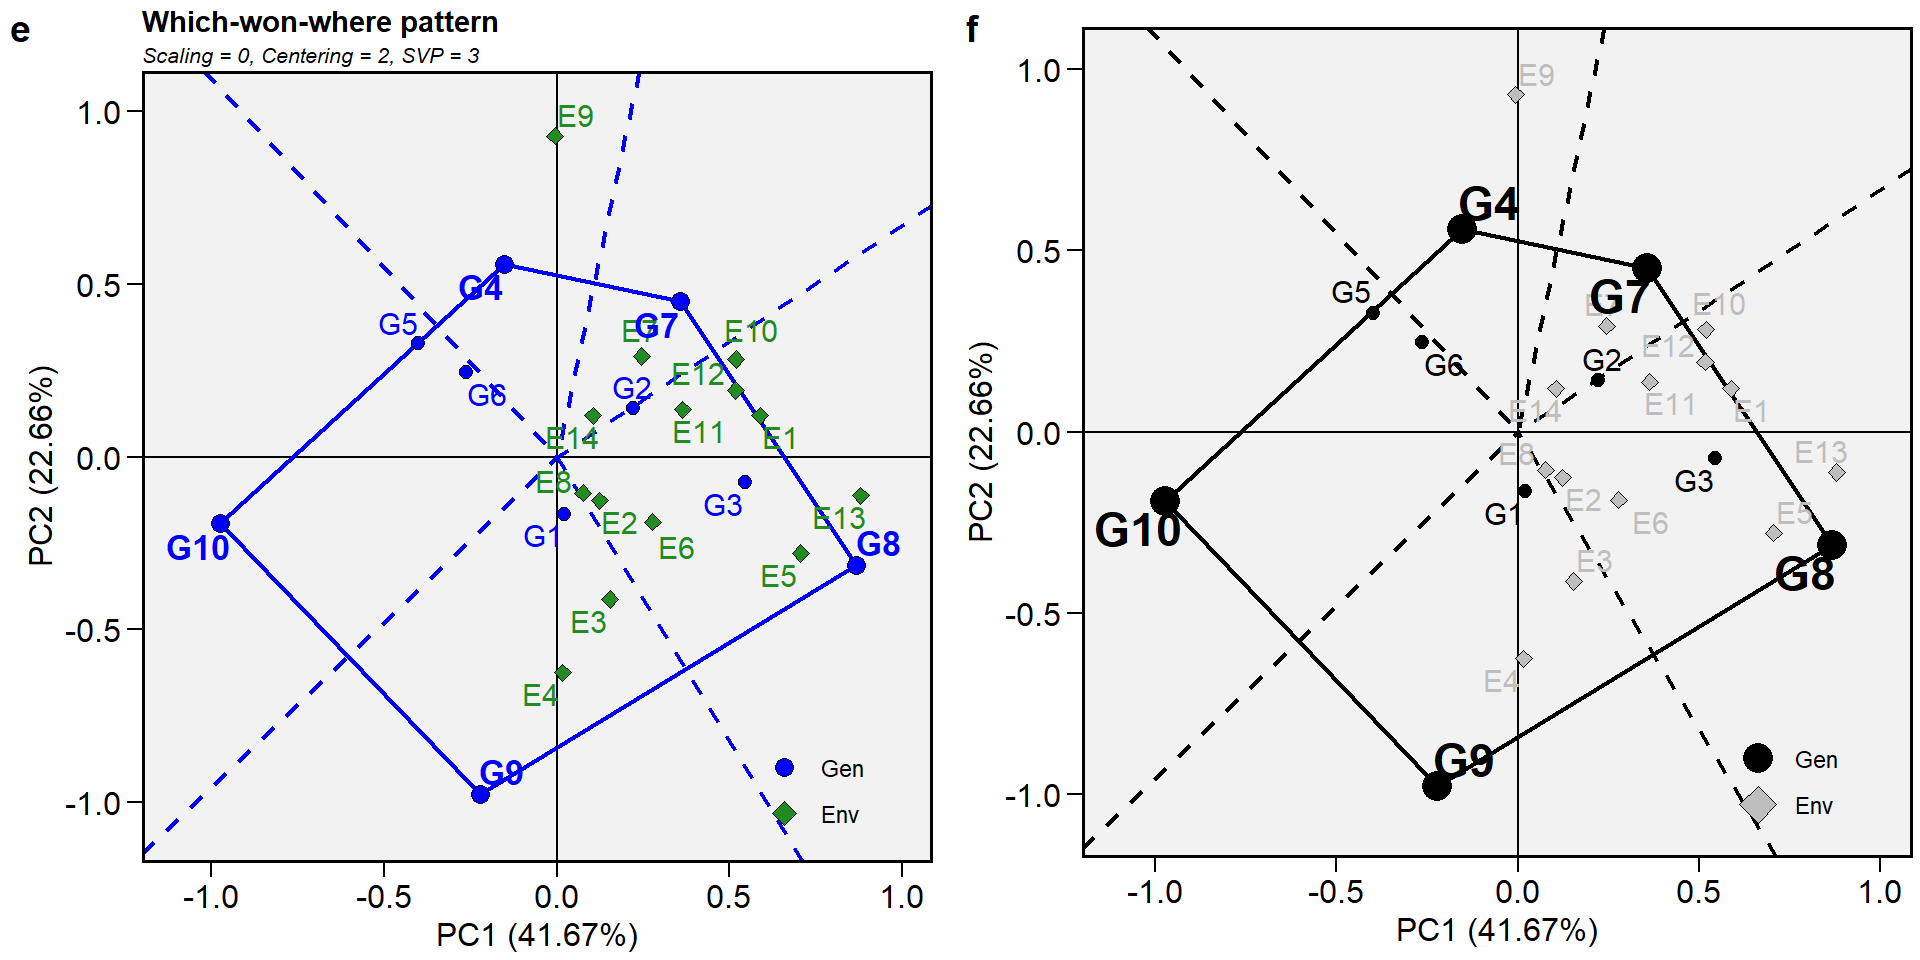 e
Which-won-where pattern
Scaling = 0, Centering = 2, SVP = 3
PC2 (22.66%)
1.0
0.5
0.0
-0.5
-1.0
E9
G4
G5
G7
E7
E10
G6
G2
E12
E14
E11
E1
E8
G1
E2
E6
G3
E13
G8
G10
E5
E3
E4
G9
Gen
Env
-1.0 -0.5 0.0 0.5 1.0
PC1 (41.67%)
f
PC2 (22.66%)
1.0
0.5
0.0
-0.5
-1.0
E9
G4
G5
G7
E10
G6
G2
E12
E14
E11
E1
E8
G1
E2
E6
G3
E13
E5
G10
G8
E3
E4
G9
Gen
Env
-1.0 -0.5 0.0 0.5 1.0
PC1 (41.67%)